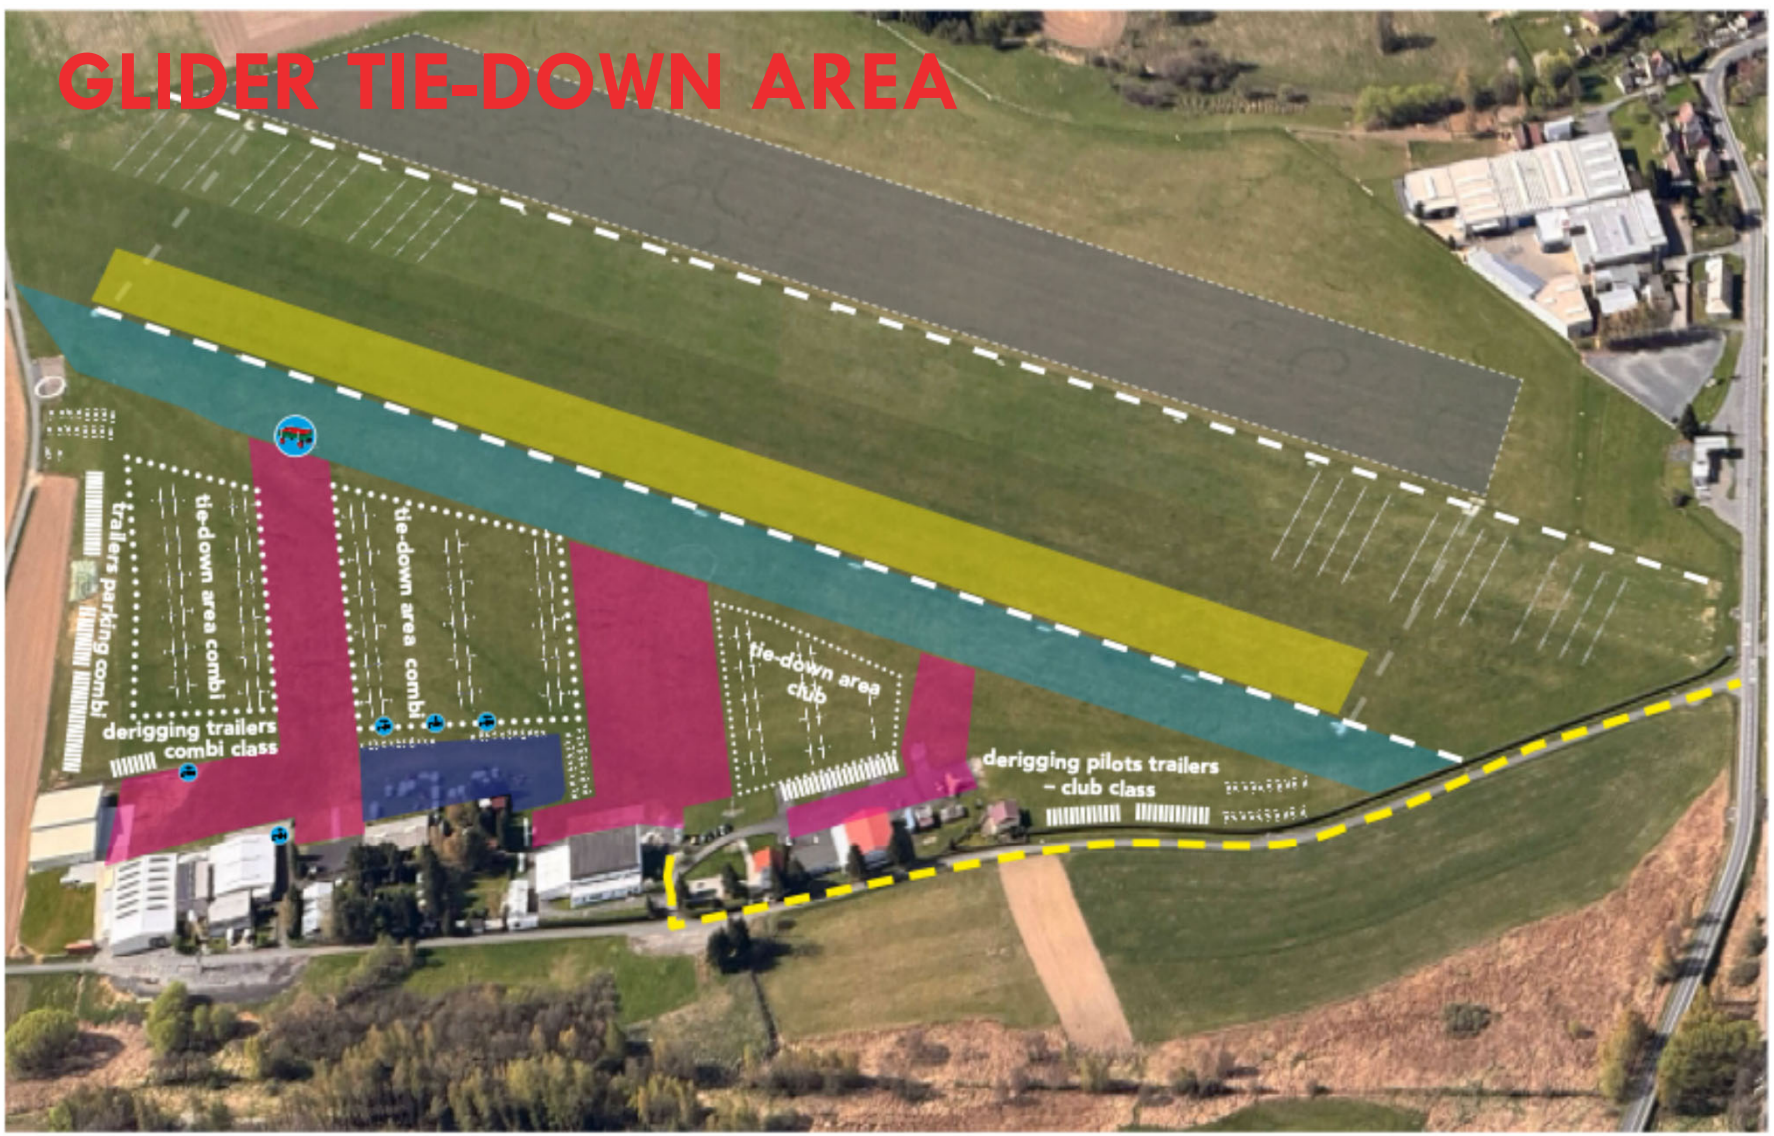 GLIDER TIE-DOWN AREA
trailers parking combi
tie-down area combi
tie-down area combi
tie-down area
club
derigging trailers
combi class
derigging pilots trailers
– club class